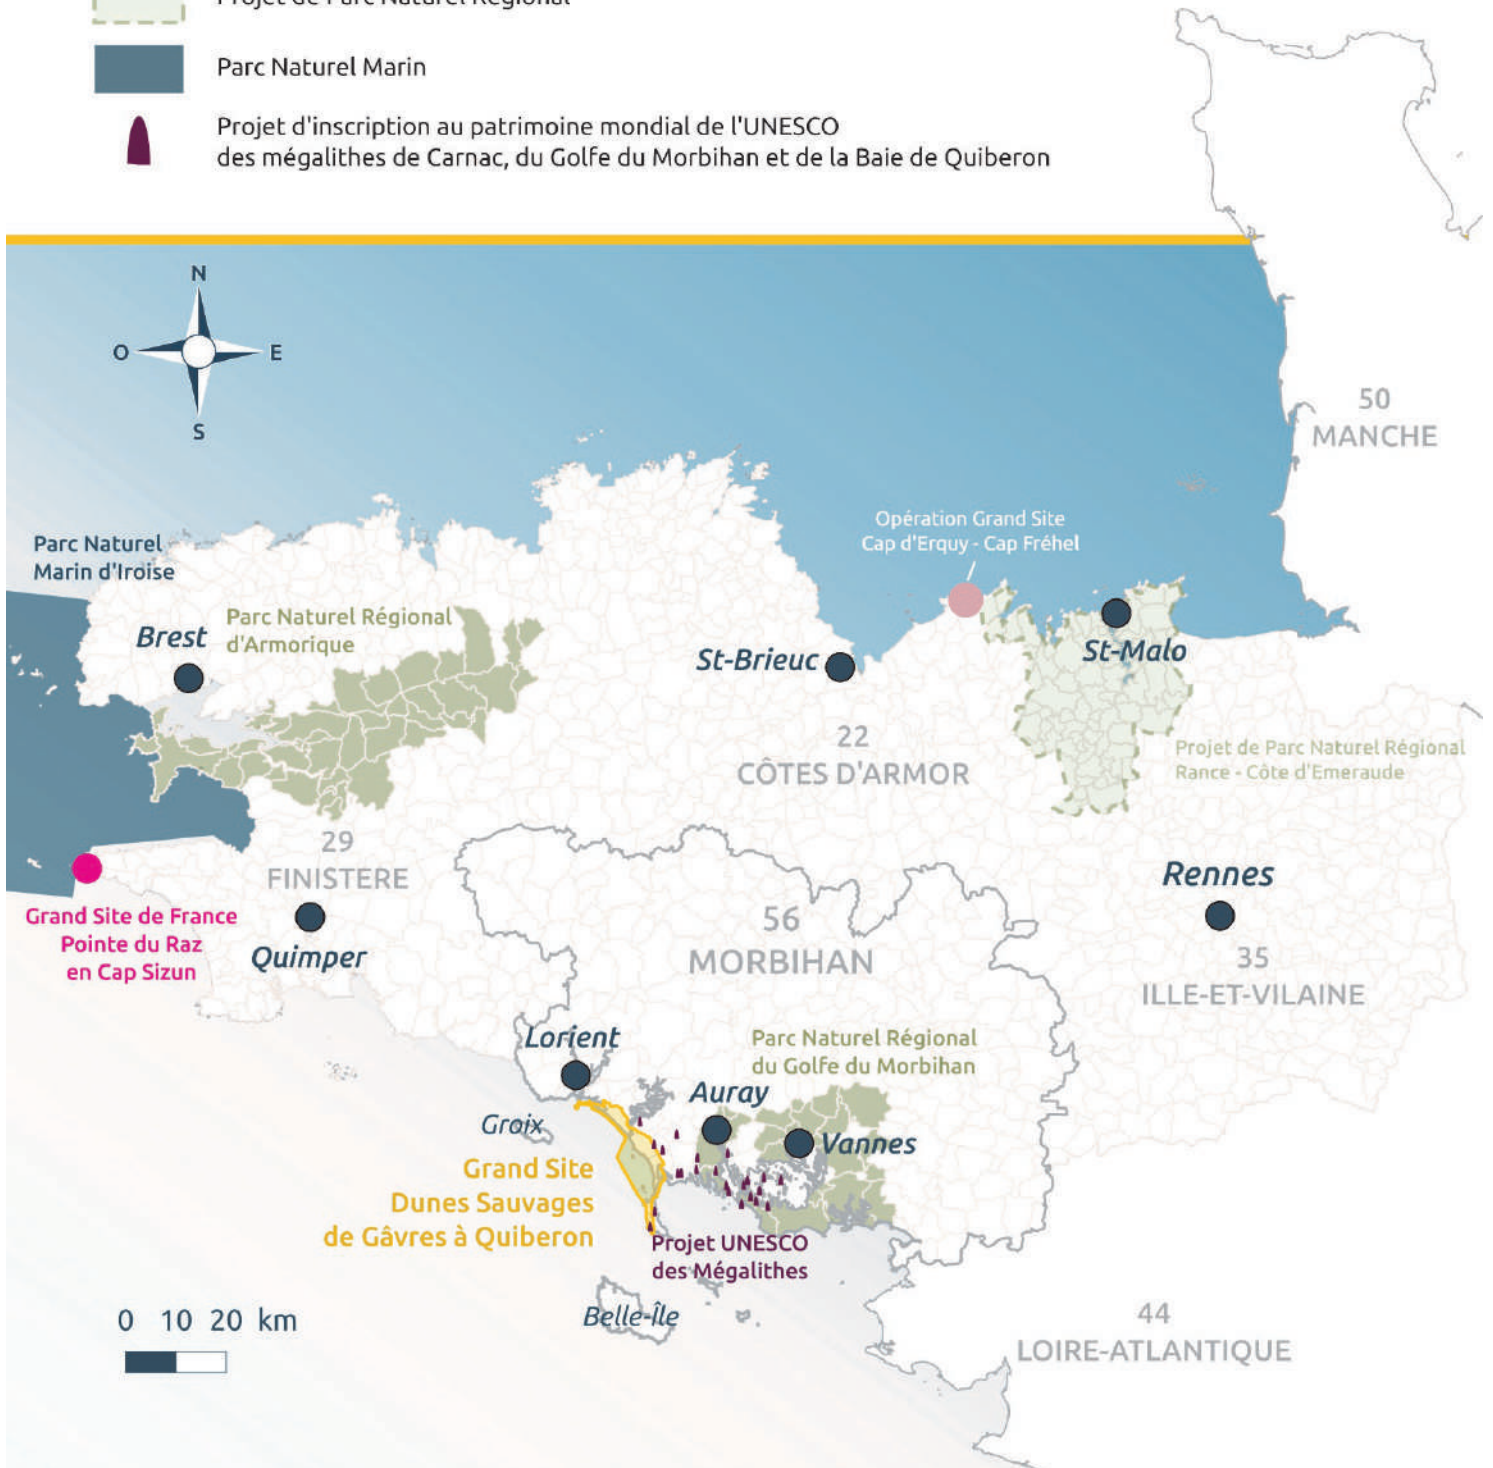 Projet de Parc Naturel Régional
Parc Naturel Marin
Projet d'inscription au patrimoine mondial de l'UNESCO
des mégalithes de Carnac, du Golfe du Morbihan et de la Baie de Quiberon
N
O
E
S
50
MANCHE
Opération Grand Site
Cap d'Erquy - Cap Fréhel
Parc Naturel
Marin d'Iroise
Parc Naturel Régional
d'Armorique
Brest
St-Brieuc
St-Malo
22
CÔTES D'ARMOR
Projet de Parc Naturel Régional
Rance - Côte d'Emeraude
29
FINISTERE
Grand Site de France
Pointe du Raz
en Cap Sizun
Quimper
56
MORBIHAN
Rennes
35
ILLE-ET-VILAINE
Lorient
Parc Naturel Régional
du Golfe du Morbihan
Auray
Groix
Vannes
Grand Site
Dunes Sauvages
de Gâvres à Quiberon
Projet UNESCO
des Mégalithes
Belle-Île
0 10 20 km
44
LOIRE-ATLANTIQUE